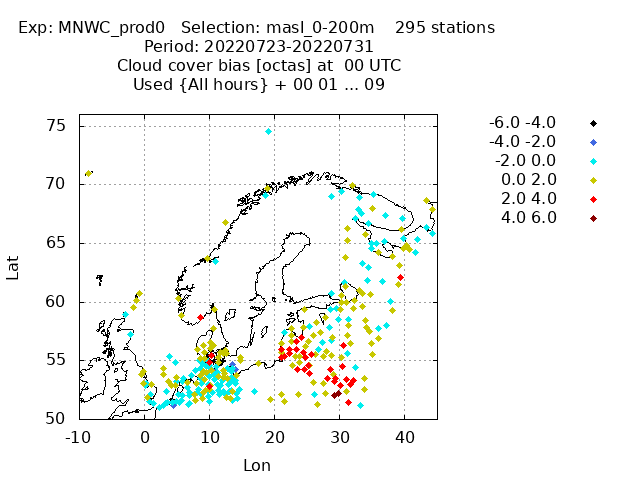 Exp: MNWC_prod0 Selection: masl_0-200m 295 stations
Period: 20220723-20220731
Cloud cover bias [octas] at 00 UTC
Used {All hours} + 00 01 ... 09
-6.0 -4.0
-4.0 -2.0
-2.0 0.0
0.0 2.0
2.0 4.0
4.0 6.0
75
70
65
60
55
50
Lat
-10 0 10 20 30 40
Lon